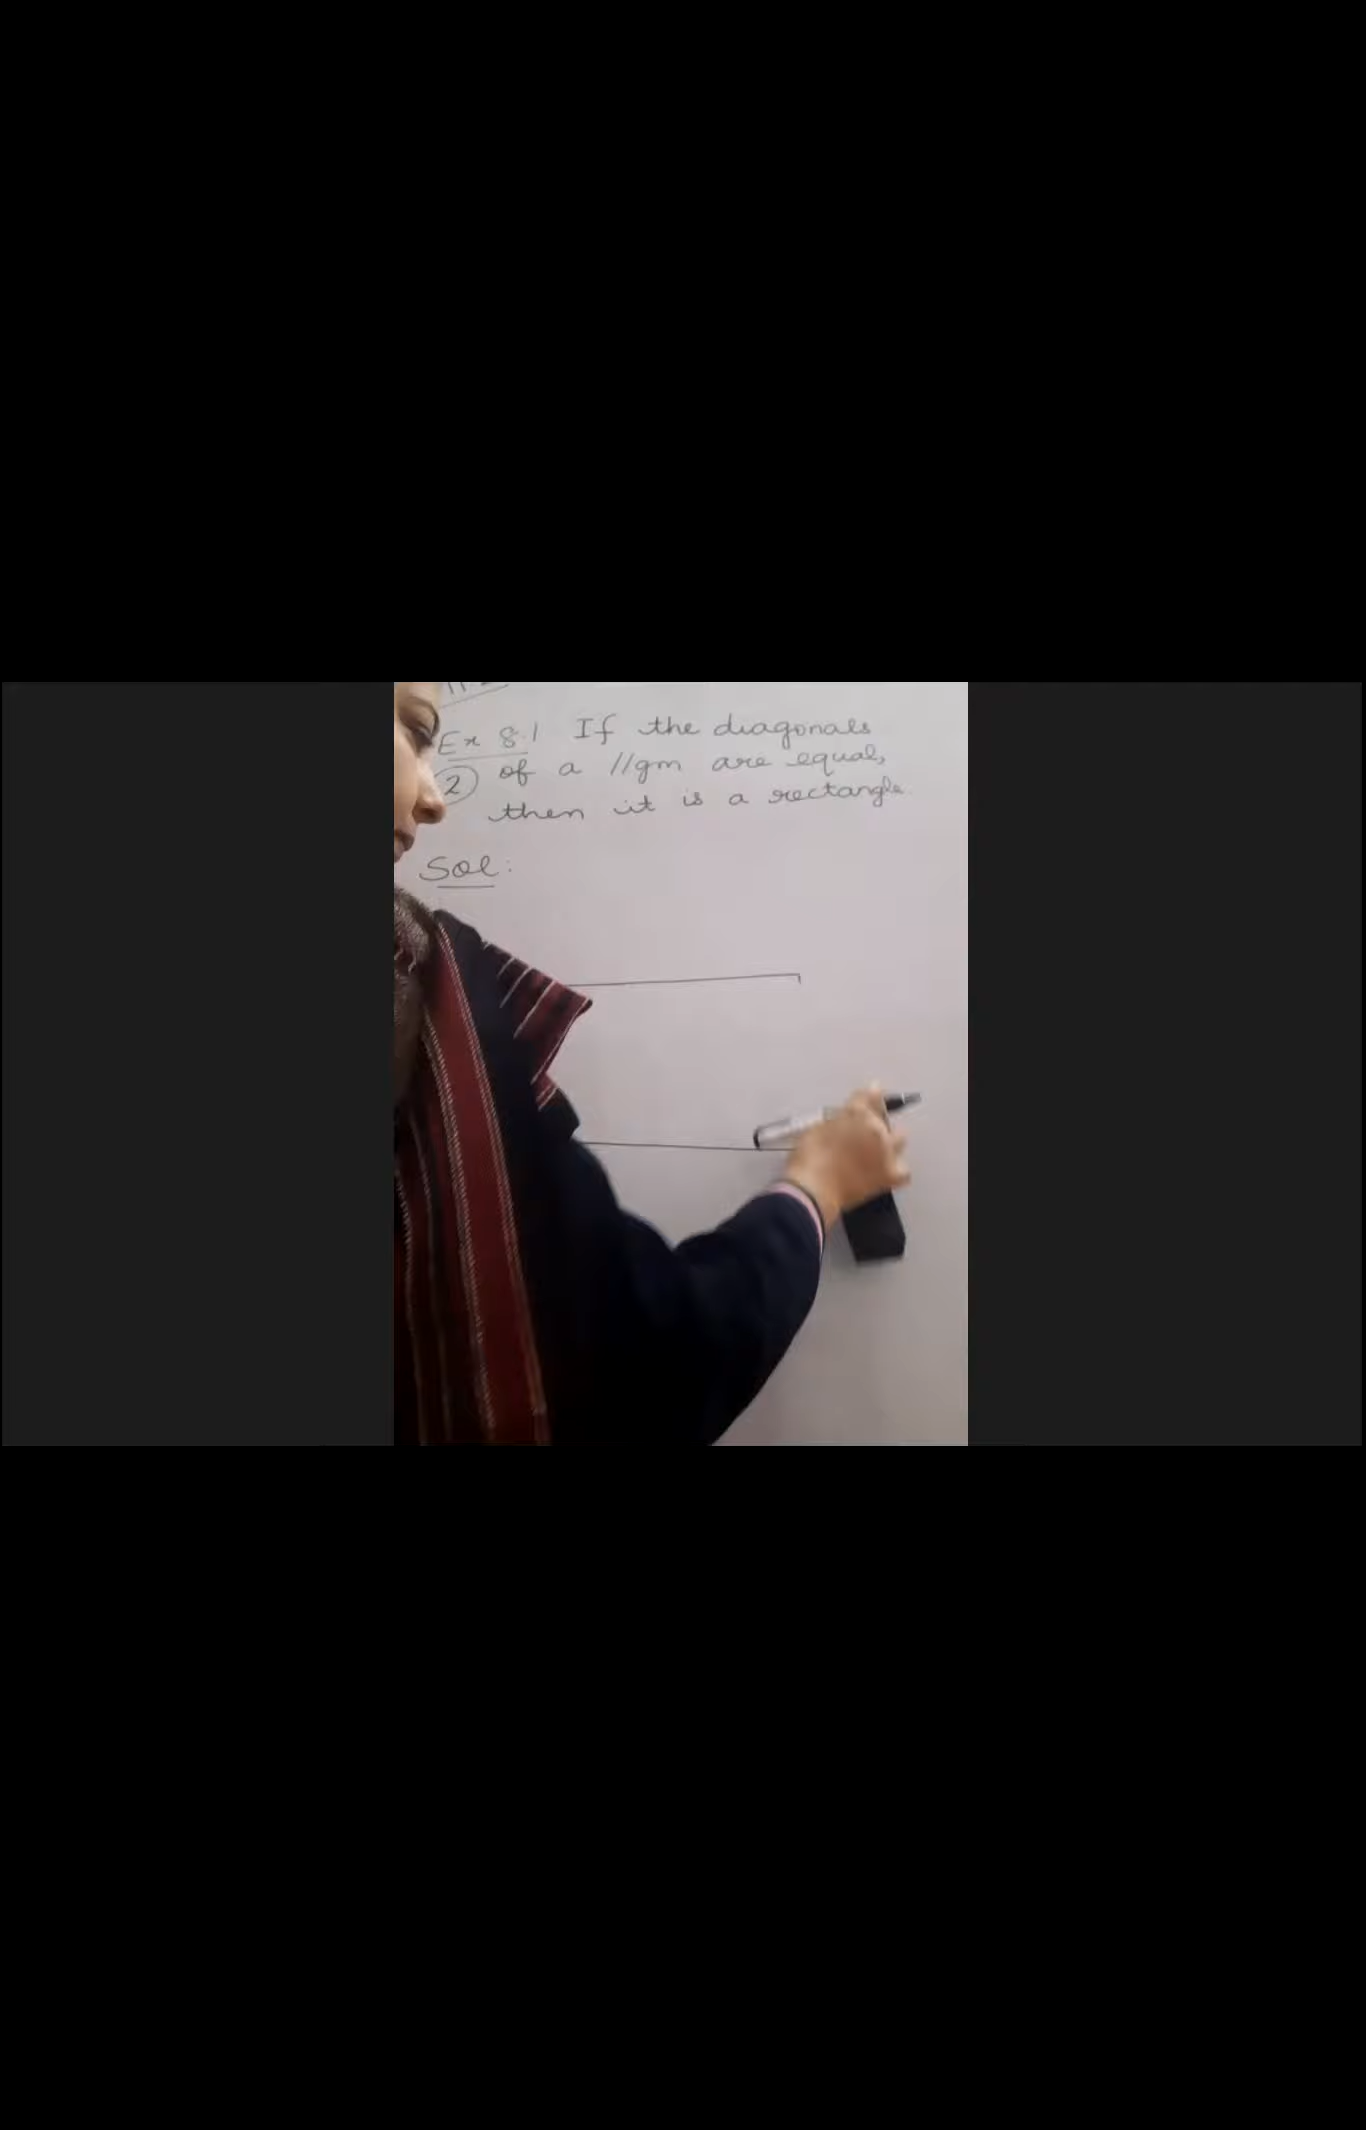 Ex 8.1 If the diagonals
2 of a //gm are equal,
then it is a rectangle.
Sol: